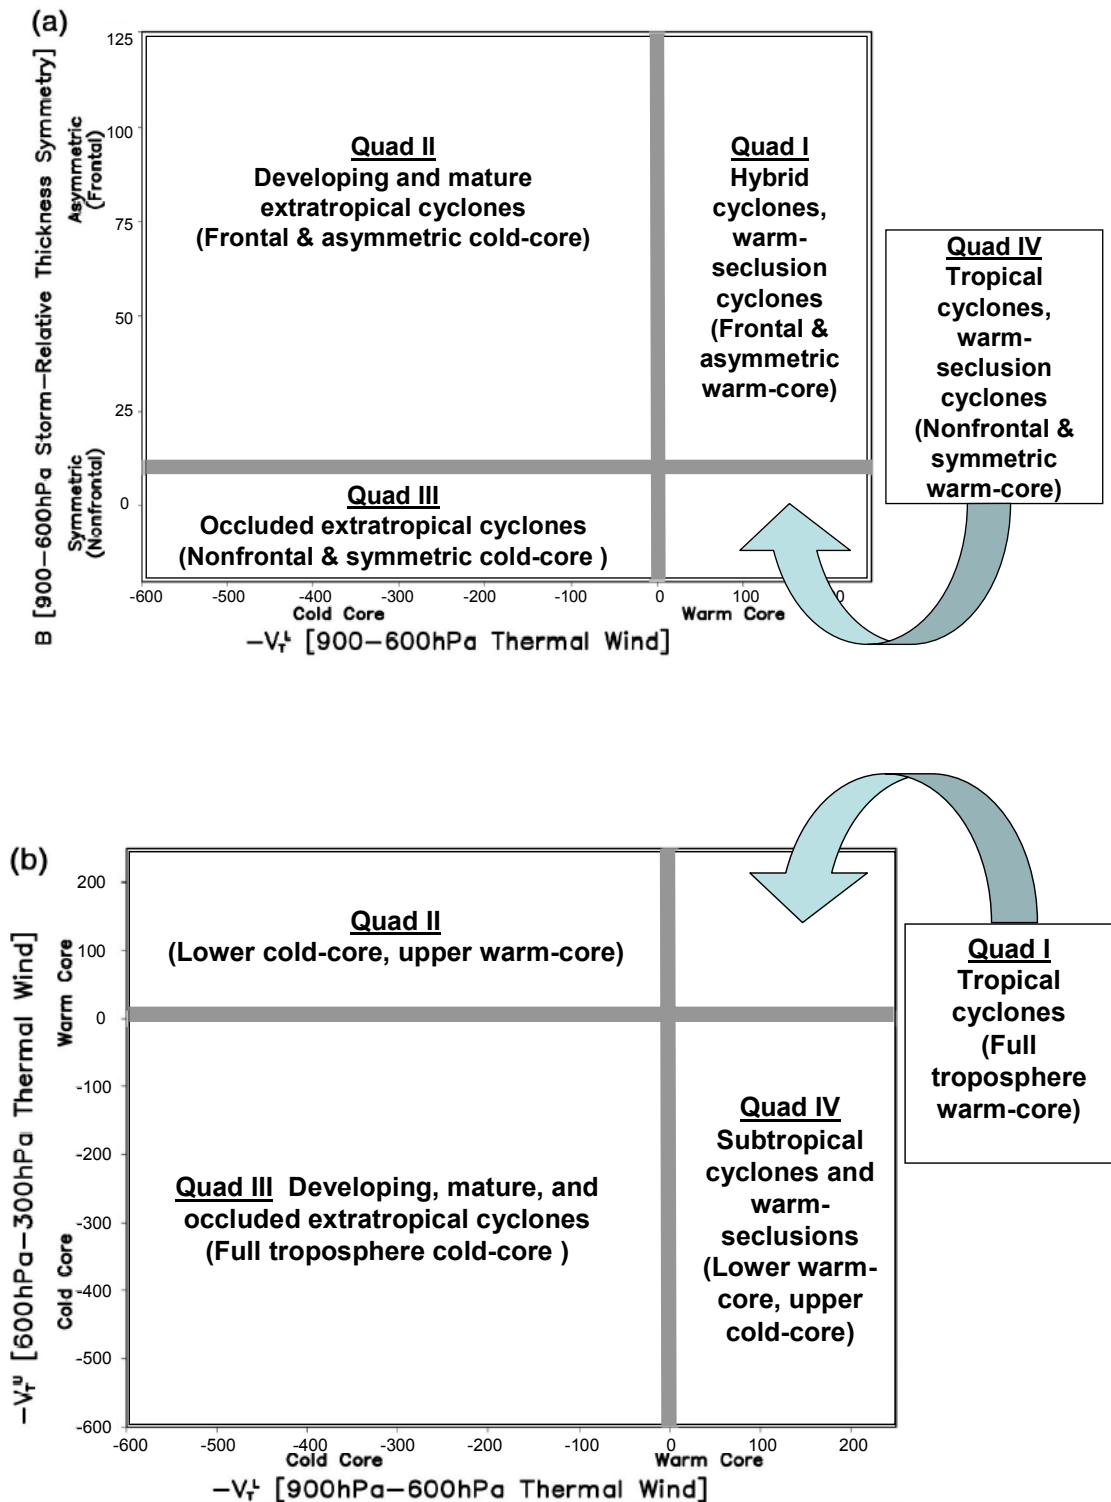 (a)
B [900–600hPa Storm–Relative Thickness Symmetry]
Asymmetric
(Frontal)
Symmetric
(Nonfrontal)
125
100
75
50
25
0
Quad II
Developing and mature
extratropical cyclones
(Frontal & asymmetric cold-core)
Quad I
Hybrid
cyclones,
warm-
seclusion
cyclones
(Frontal &
asymmetric
warm-core)
Quad IV
Tropical
cyclones,
warm-
seclusion
cyclones
(Nonfrontal &
symmetric
warm-core)
Quad III
Occluded extratropical cyclones
(Nonfrontal & symmetric cold-core )
-600 -500 -400 -300 -200 -100 0 100
Cold Core Warm Core
–V_T^L [900–600hPa Thermal Wind]
(b)
–V_T^U [600hPa–300hPa Thermal Wind]
Warm Core
Cold Core
200
100
0
-100
-200
-300
-400
-500
-600
Quad II
(Lower cold-core, upper warm-core)
Quad I
Tropical
cyclones
(Full
troposphere
warm-core)
Quad III Developing, mature, and
occluded extratropical cyclones
(Full troposphere cold-core )
Quad IV
Subtropical
cyclones and
warm-
seclusions
(Lower warm-
core, upper
cold-core)
-600 -500 -400 -300 -200 -100 0 100 200
Cold Core Warm Core
–V_T^L [900hPa–600hPa Thermal Wind]